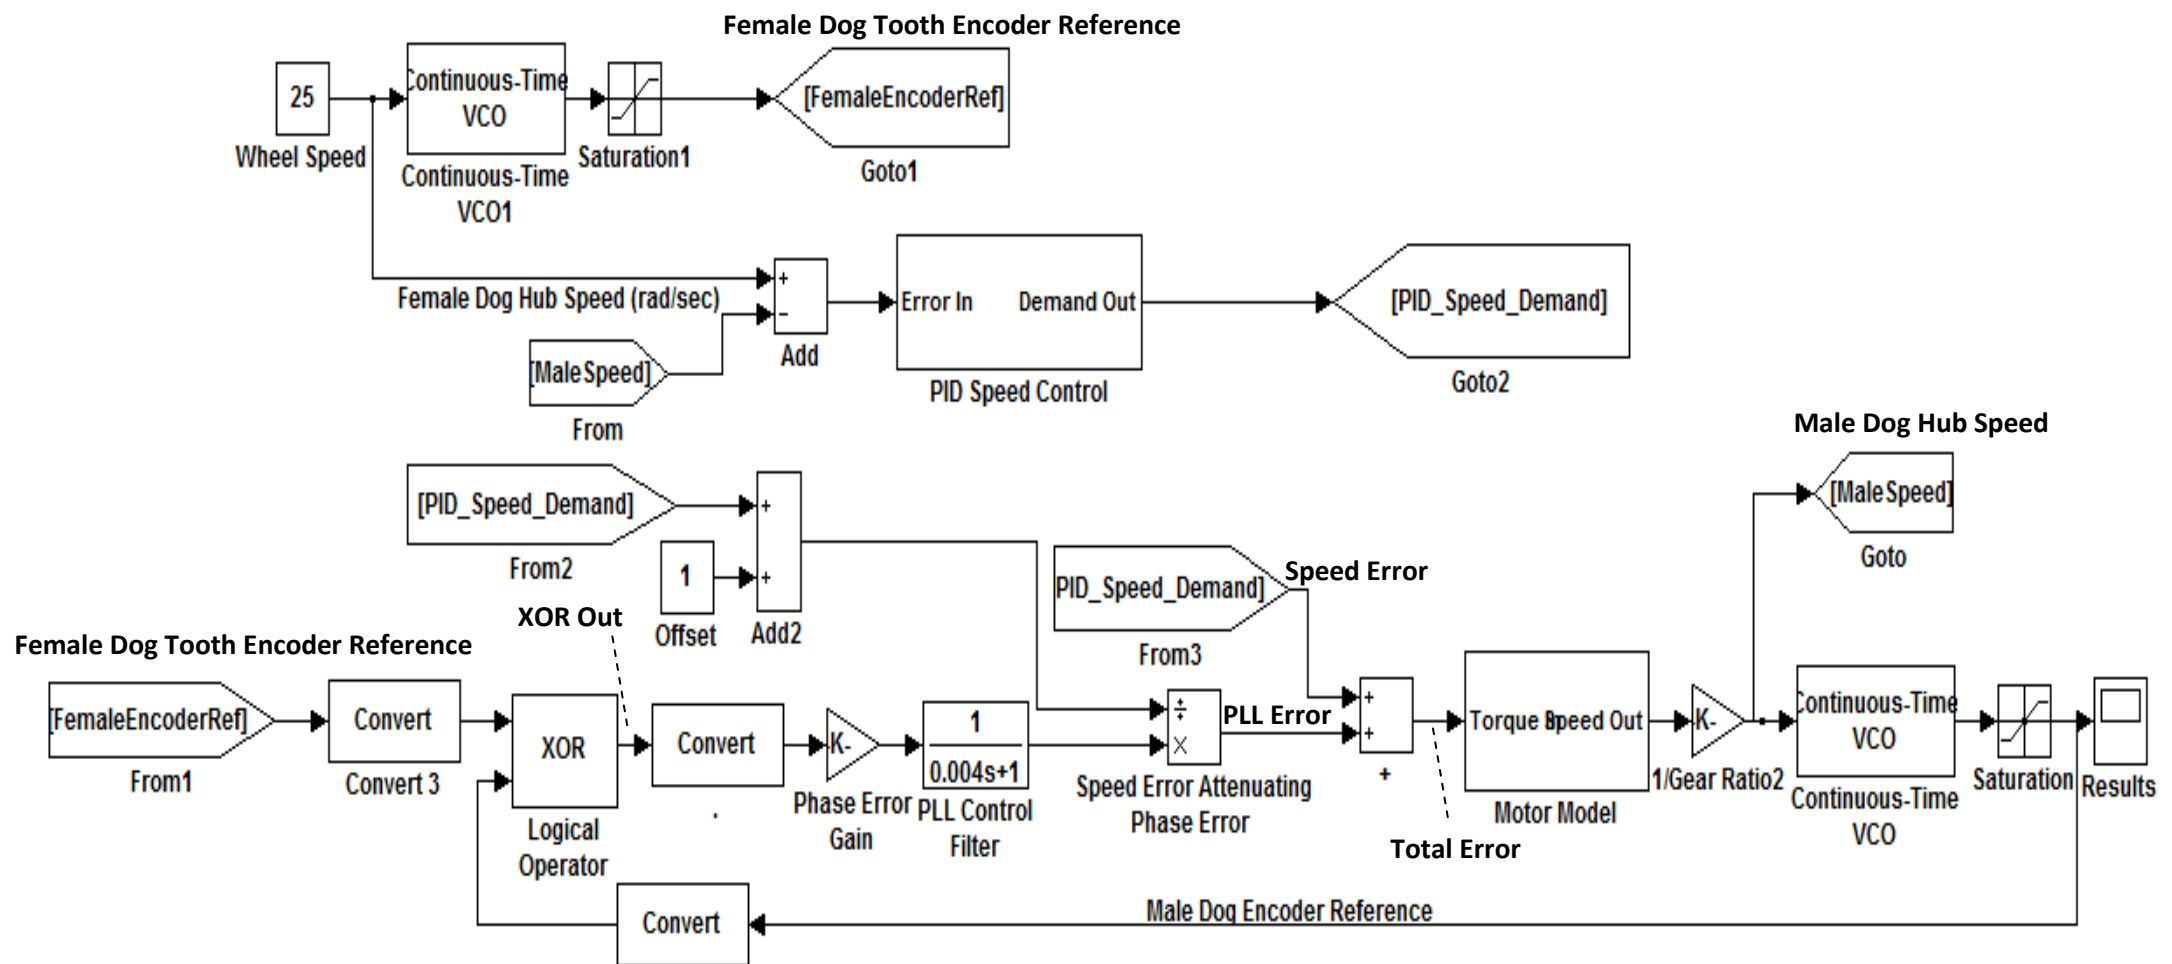 Female Dog Tooth Encoder Reference
25
Wheel Speed
Continuous-Time
VCO
Continuous-Time
VCO1
Saturation1
[FemaleEncoderRef]
Goto1
Female Dog Hub Speed (rad/sec)
+
−
Add
[MaleSpeed]
From
Error In
Demand Out
PID Speed Control
[PID_Speed_Demand]
Goto2
Male Dog Hub Speed
[MaleSpeed]
Goto
[PID_Speed_Demand]
From2
1
Offset
+
+
Add2
PID_Speed_Demand]
From3
Speed Error
XOR Out
Female Dog Tooth Encoder Reference
[FemaleEncoderRef]
From1
Convert
Convert 3
XOR
Logical
Operator
Convert
.
-K-
Phase Error
Gain
1
0.004s+1
PLL Control
Filter
÷
×
Speed Error Attenuating
Phase Error
PLL Error
+
+
+
Total Error
Torque In
Speed Out
Motor Model
-K-
1/Gear Ratio2
Continuous-Time
VCO
Continuous-Time
VCO
Saturation
Results
Convert
Male Dog Encoder Reference